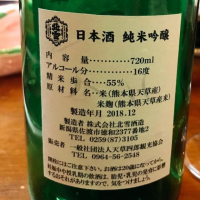 北雪
日本酒 純米吟醸
内容量 720ml
アルコール分 16度
精米歩合 55%
原材料名 米(熊本県天草産)
米麹(熊本県天草産米)
製造年月 2018.12
製造者 株式会社北雪酒造
新潟県佐渡市徳和2377番地2
TEL 0259(87)3105
販売者 一般社団法人天草四郎観光協会
TEL 0964-56-2548